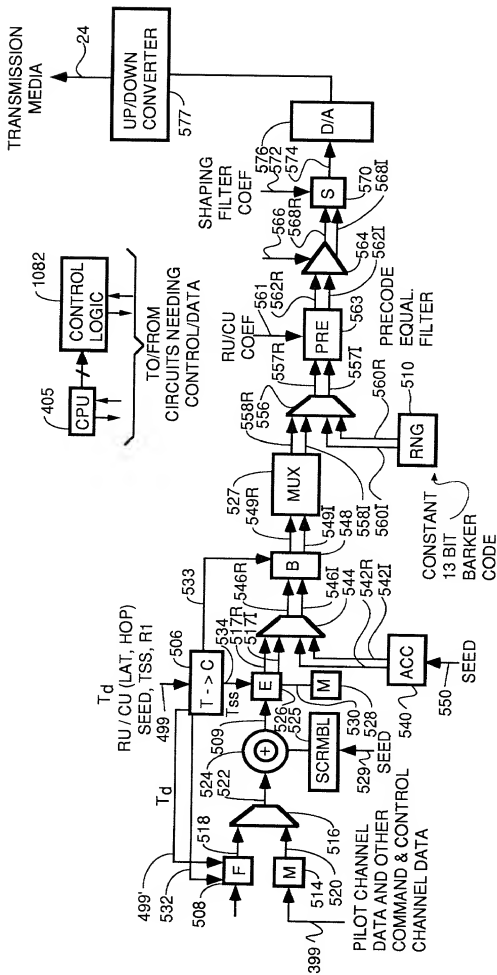 TRANSMISSION
MEDIA
24
UP/DOWN
CONVERTER
577
D/A
576
572
574
SHAPING
FILTER
COEF
S
570
568R
568I
566
564
562R
562I
561
RU/CU
COEF
PRE
563
PRECODE
EQUAL.
FILTER
557R
557I
556
558R
558I
560R
560I
RNG
510
CONSTANT
13 BIT
BARKER
CODE
1082
CONTROL
LOGIC
405
CPU
TO/FROM
CIRCUITS NEEDING
CONTROL/DATA
527
MUX
549R
549I
B
548
533
546R
546I
544
542R
542I
ACC
540
550
SEED
517R
517I
Td
RU / CU (LAT, HOP)
SEED, TSS, R1
499
506
T -> C
534
Tss
E
526
525
530
M
528
509
524
522
+
SCRMBL
529
SEED
Td
499'
532
508
F
518
516
M
514
520
399
PILOT CHANNEL
DATA AND OTHER
COMMAND & CONTROL
CHANNEL DATA